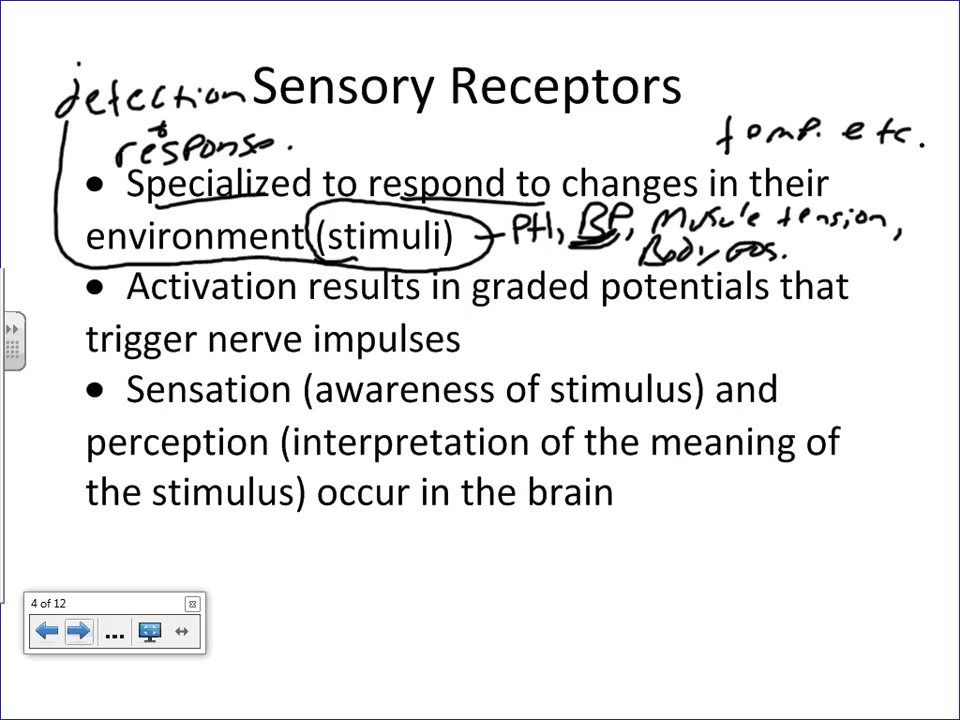 detection Sensory Receptors
response. temp. etc.
• Specialized to respond to changes in their
environment (stimuli) - PH, BP, Muscle tension,
Body pos.
• Activation results in graded potentials that
trigger nerve impulses
• Sensation (awareness of stimulus) and
perception (interpretation of the meaning of
the stimulus) occur in the brain
4 of 12
...